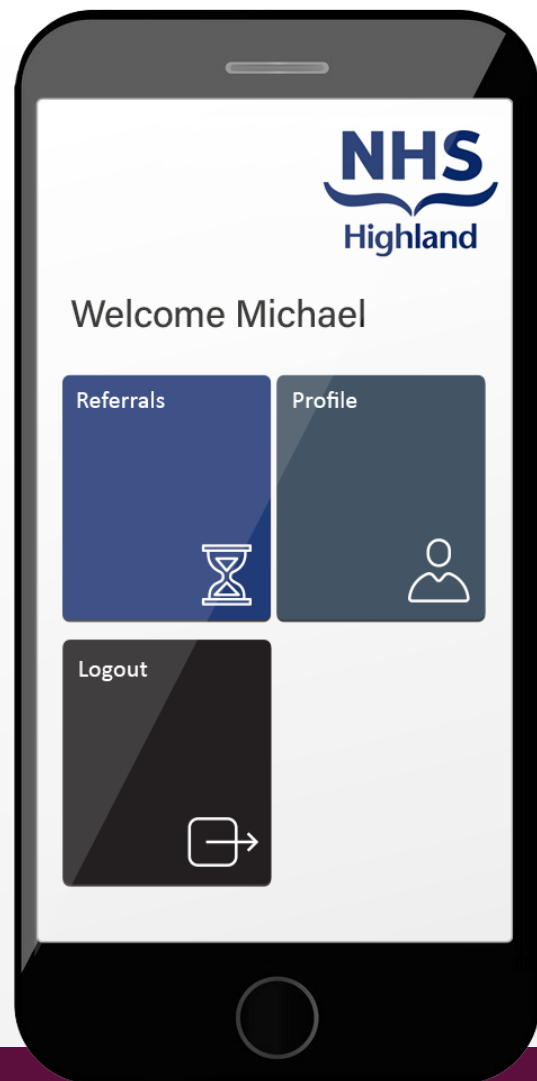 NHS
Highland
Welcome Michael
Referrals
Profile
Logout